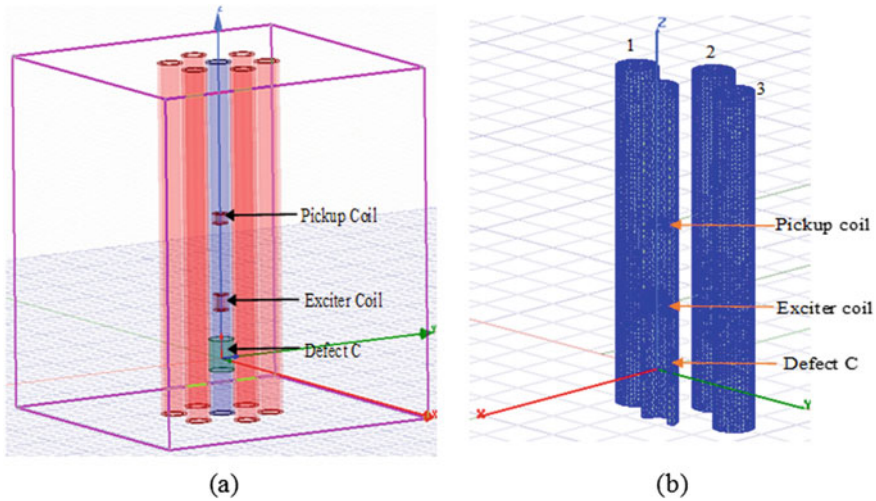 Z
Pickup Coil
Exciter Coil
Defect C
Y
X
(a)
Z
1
2
3
Pickup coil
Exciter coil
Defect C
X
Y
(b)